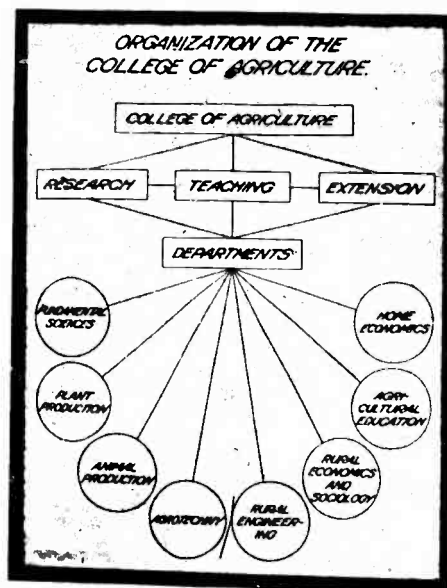 ORGANIZATION OF THE
COLLEGE OF AGRICULTURE.
COLLEGE OF AGRICULTURE
RESEARCH
TEACHING
EXTENSION
DEPARTMENTS
FUNDAMENTAL
SCIENCES
HOME
ECONOMICS
PLANT
PRODUCTION
AGRI-
CULTURAL
EDUCATION
ANIMAL
PRODUCTION
RURAL
ECONOMICS
AND
SOCIOLOGY
AGROTECHNY
RURAL
ENGINEER-
ING